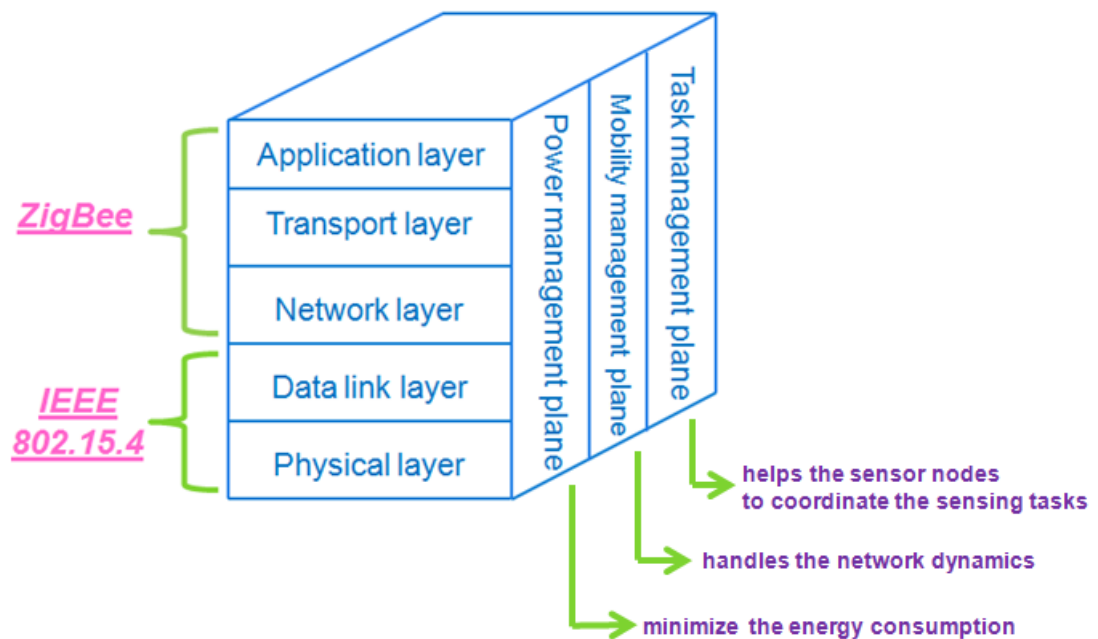 Application layer
Transport layer
Network layer
Data link layer
Physical layer
Power management plane
Mobility management plane
Task management plane
ZigBee
IEEE
802.15.4
helps the sensor nodes
to coordinate the sensing tasks
handles the network dynamics
minimize the energy consumption